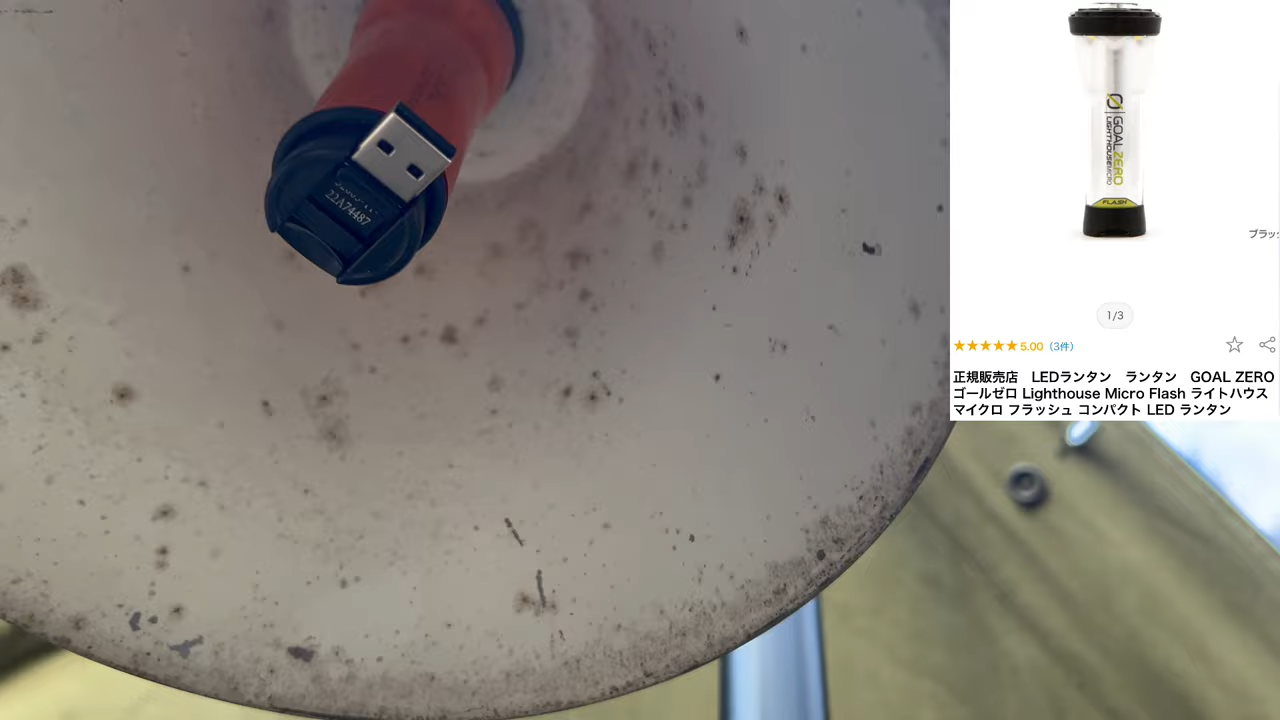 22A74487
GOAL ZERO
LIGHTHOUSE MICRO
FLASH
ブラッ
1/3
★★★★★ 5.00 (3件)
正規販売店　LEDランタン　ランタン　GOAL ZERO
ゴールゼロ Lighthouse Micro Flash ライトハウス
マイクロ フラッシュ コンパクト LED ランタン